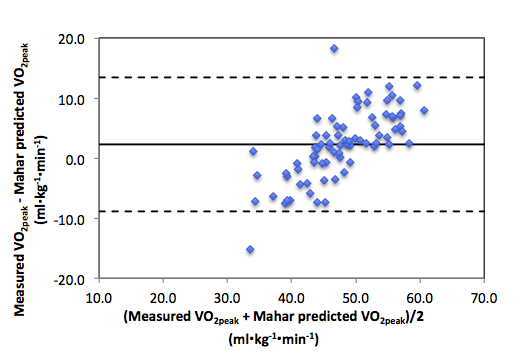 Measured VO2peak - Mahar predicted VO2peak
(ml•kg-1•min-1)
20.0
10.0
0.0
-10.0
-20.0
10.0 20.0 30.0 40.0 50.0 60.0 70.0
(Measured VO2peak + Mahar predicted VO2peak)/2
(ml•kg-1•min-1)